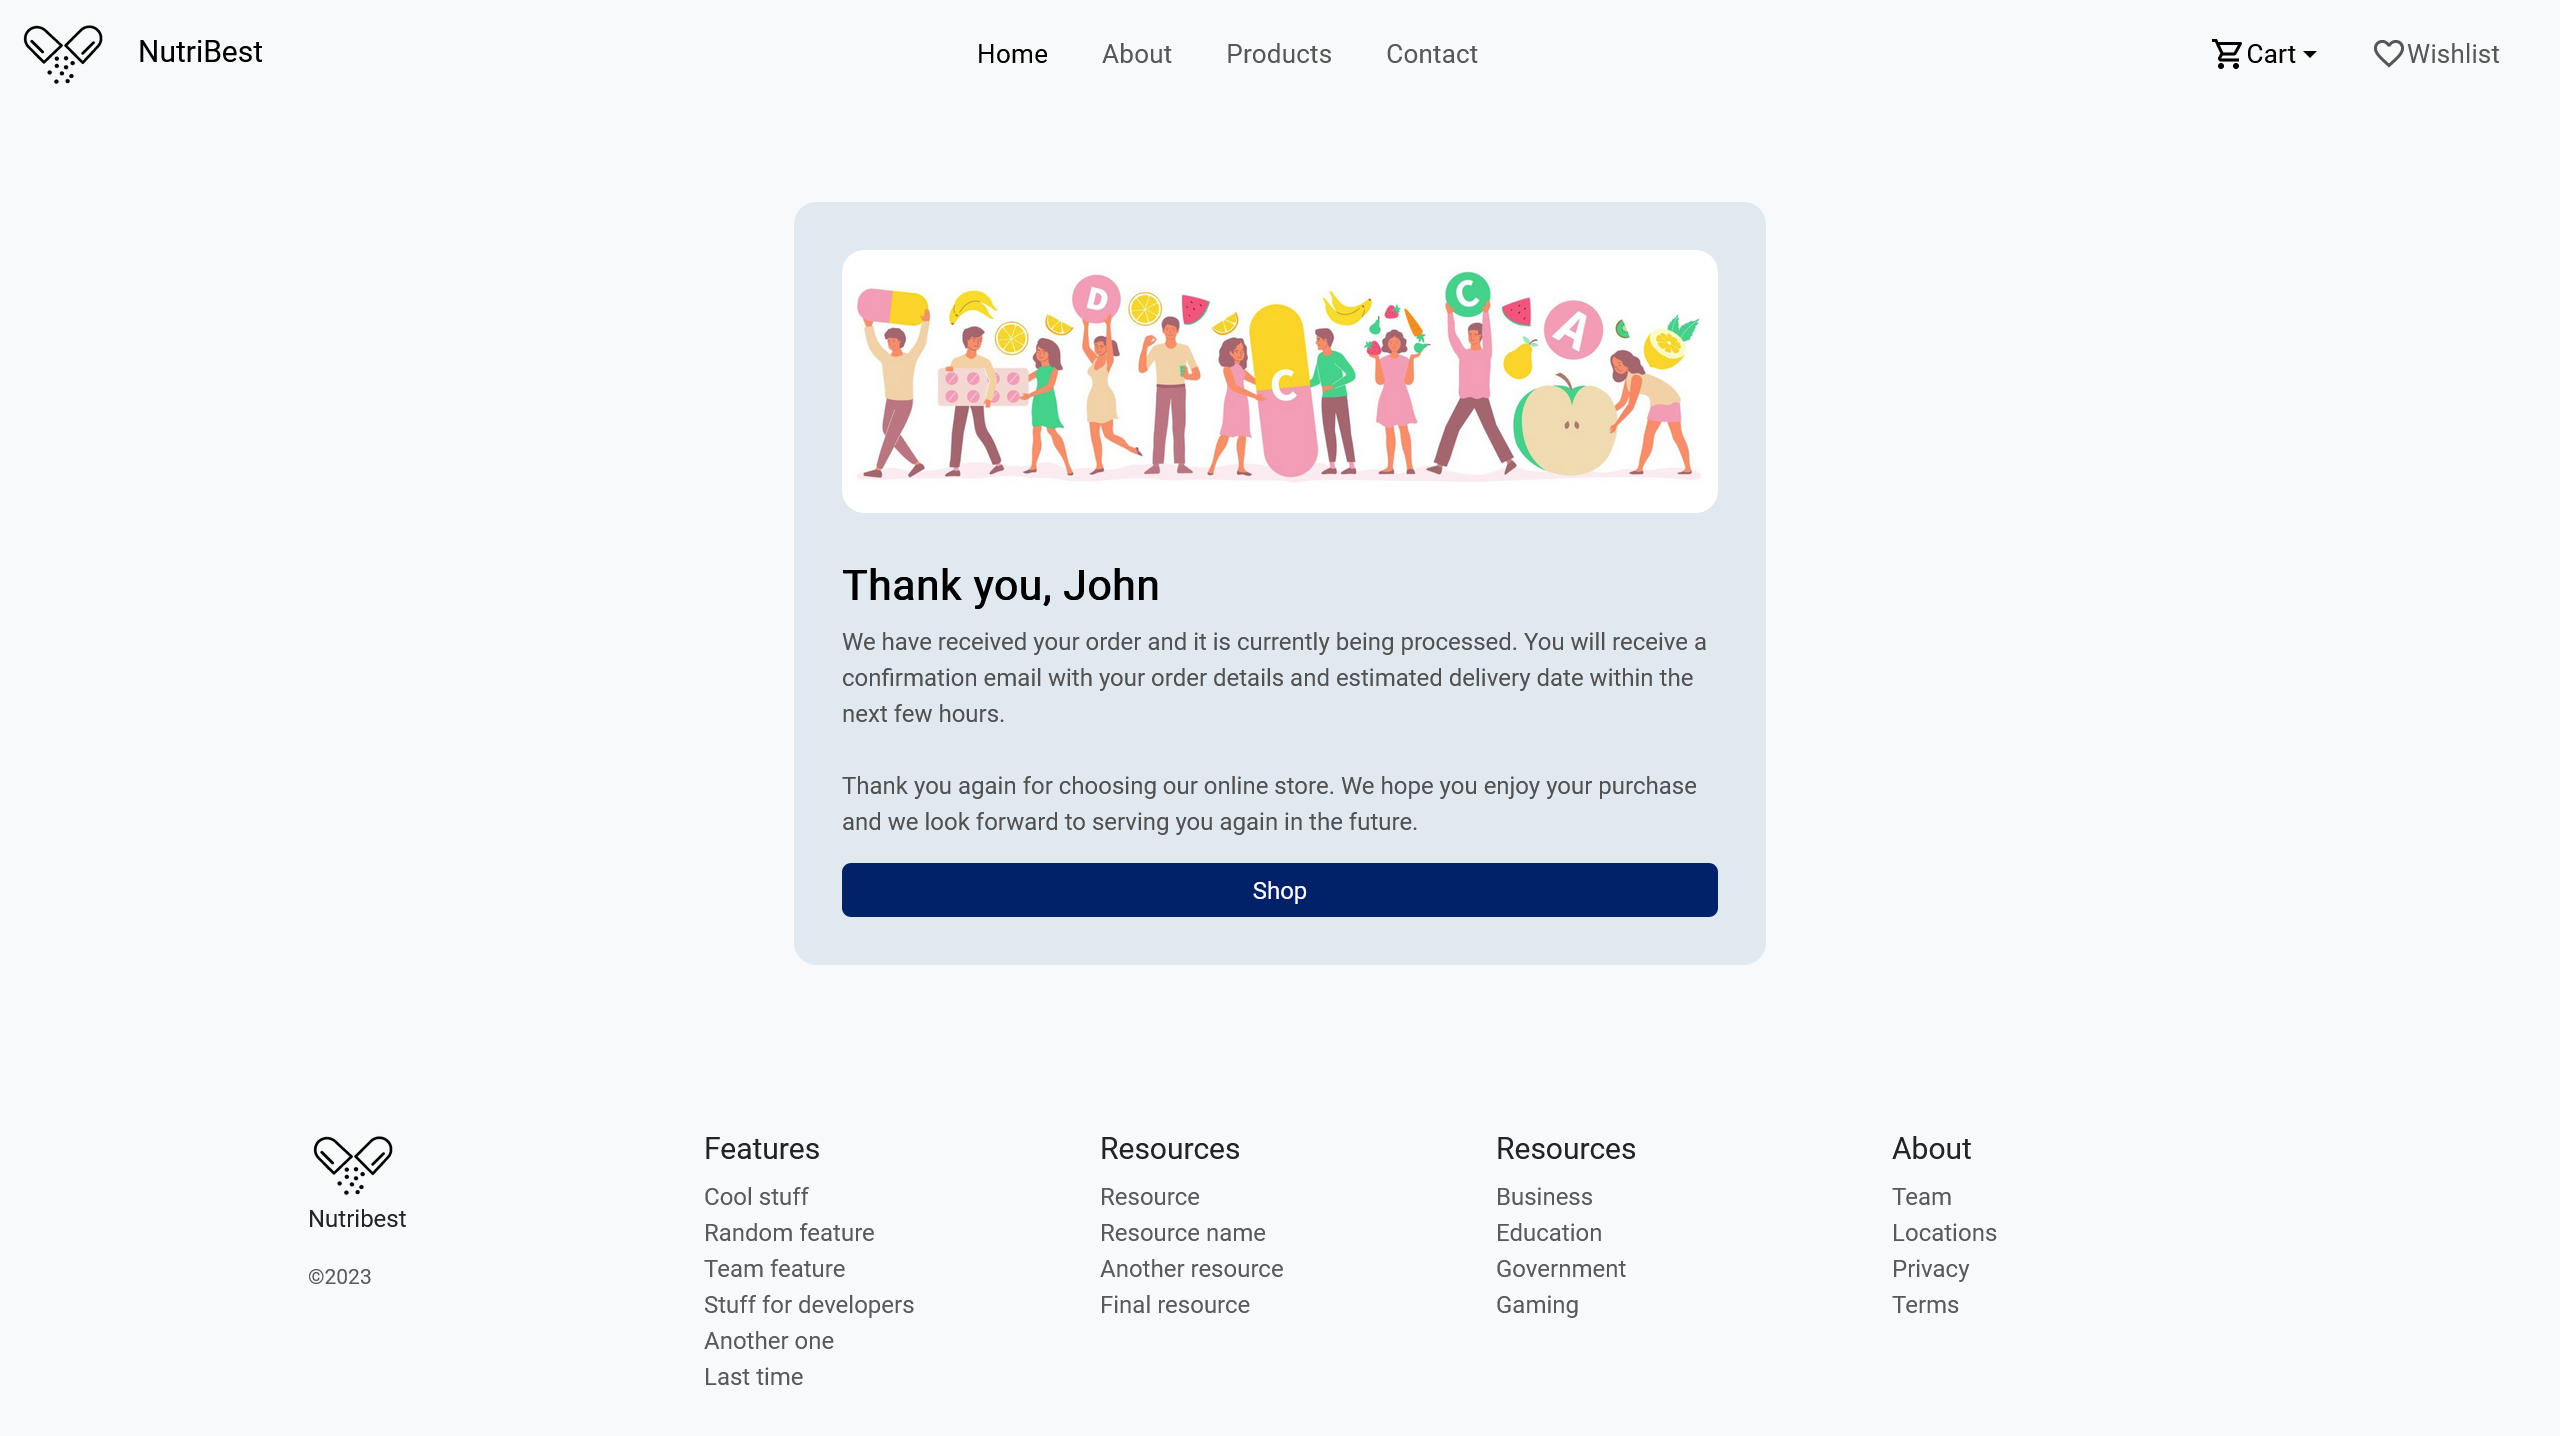 NutriBest
Home About Products Contact
Cart Wishlist
D
C
C
A
Thank you, John
We have received your order and it is currently being processed. You will receive a
confirmation email with your order details and estimated delivery date within the
next few hours.
Thank you again for choosing our online store. We hope you enjoy your purchase
and we look forward to serving you again in the future.
Shop
Nutribest
©2023
Features
Cool stuff
Random feature
Team feature
Stuff for developers
Another one
Last time
Resources
Resource
Resource name
Another resource
Final resource
Resources
Business
Education
Government
Gaming
About
Team
Locations
Privacy
Terms